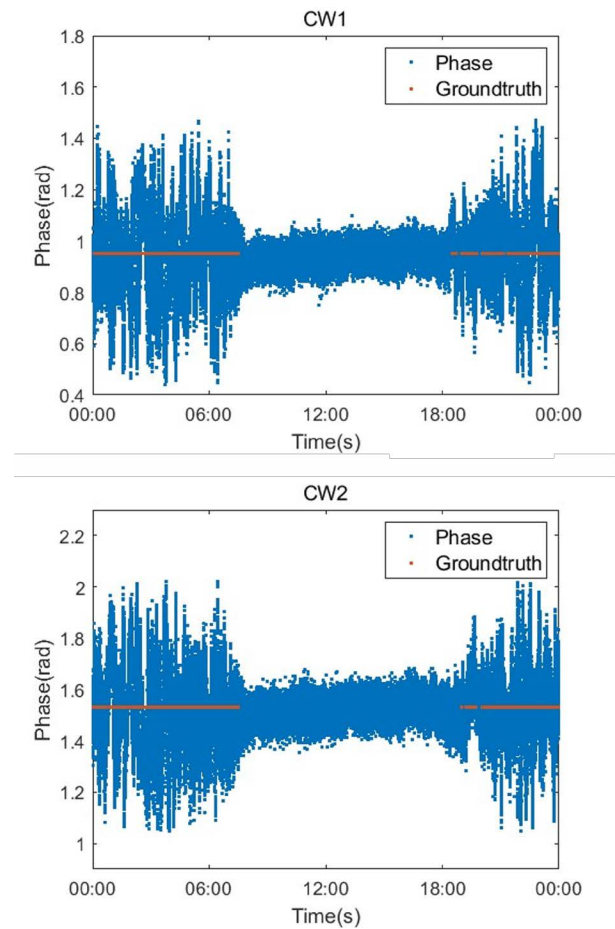 CW1
1.8
1.6
1.4
1.2
1
0.8
0.6
0.4
Phase(rad)
Phase
Groundtruth
00:00 06:00 12:00 18:00 00:00
Time(s)
CW2
2.2
2
1.8
1.6
1.4
1.2
1
Phase(rad)
Phase
Groundtruth
00:00 06:00 12:00 18:00 00:00
Time(s)